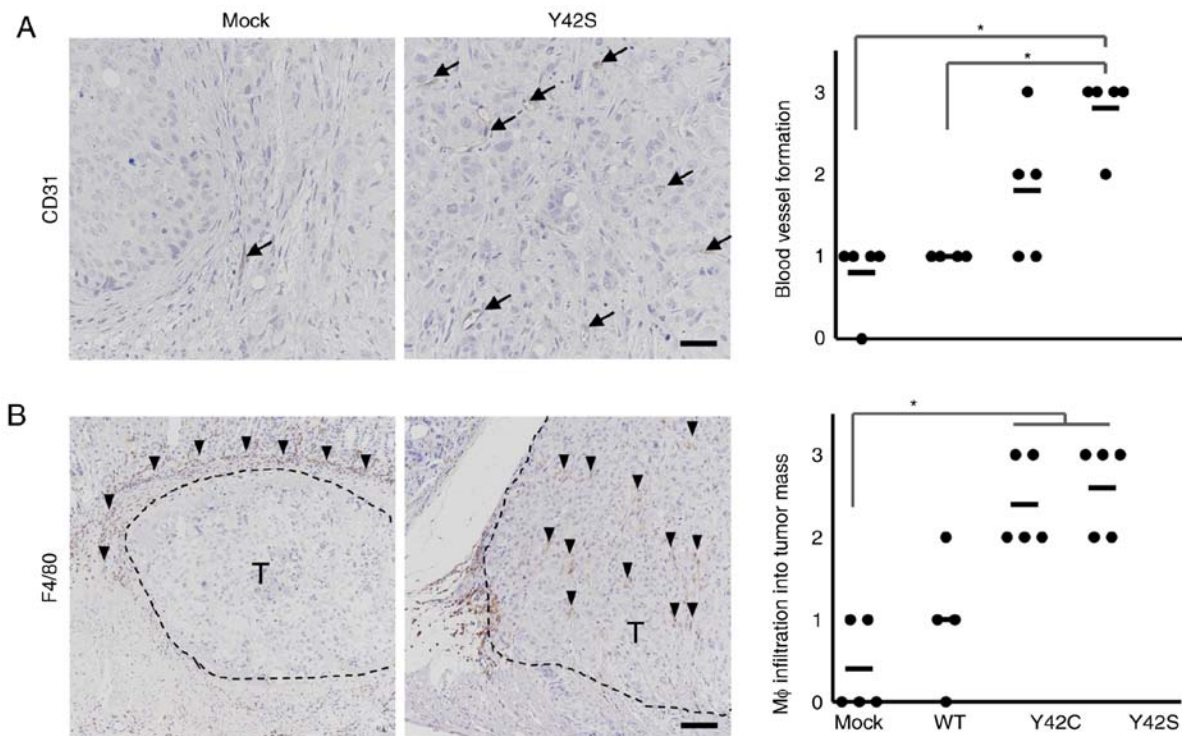 A
Mock
Y42S
CD31
Blood vessel formation
3
2
1
0
*
*
B
T
T
F4/80
Mφ infiltration into tumor mass
3
2
1
0
*
Mock
WT
Y42C
Y42S